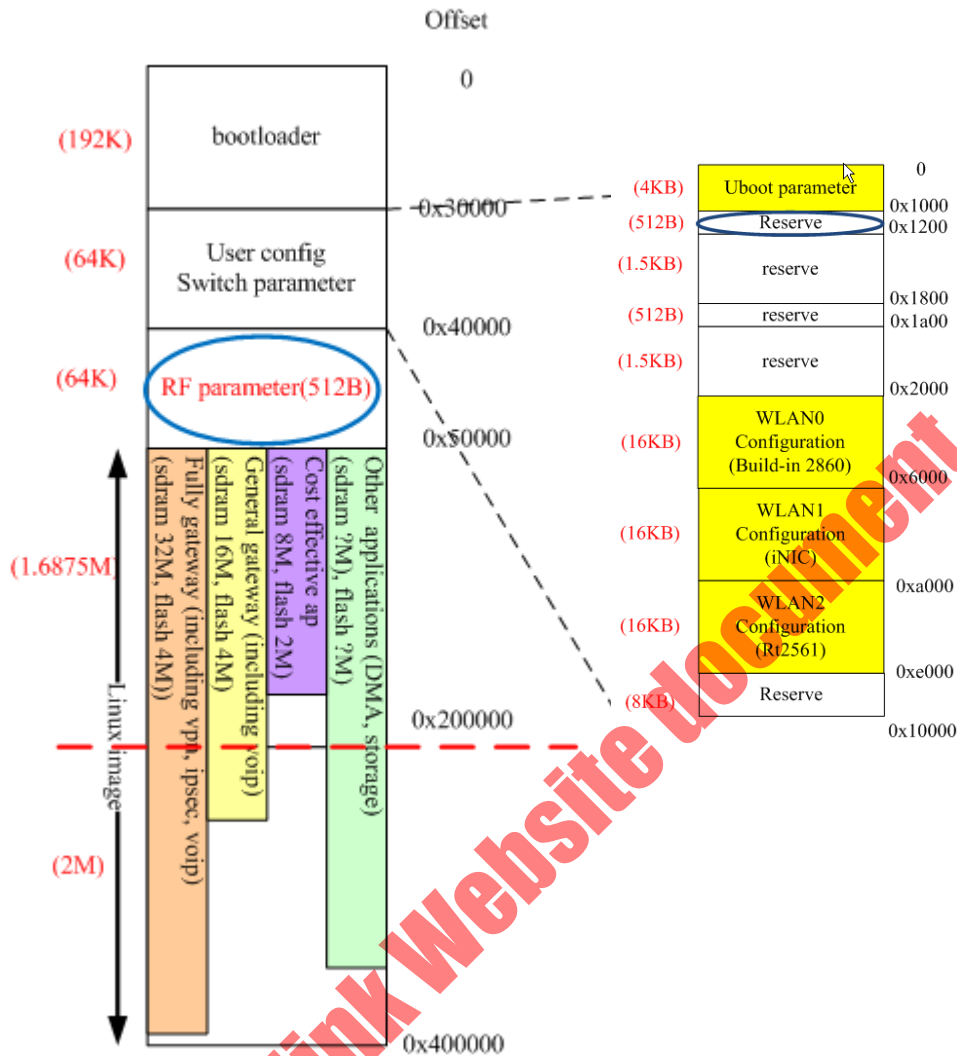 Offset
0
bootloader
(192K)
0x30000
User config
Switch parameter
(64K)
0x40000
RF parameter(512B)
(64K)
0x50000
Fully gateway (including vpn, ipsec, voip)
(sdram 32M, flash 4M))
General gateway (including voip)
(sdram 16M, flash 4M)
Cost effective ap
(sdram 8M, flash 2M)
Other applications (DMA, storage)
(sdram ?M), flash ?M)
(1.6875M)
Linux image
0x200000
(2M)
0x400000
0
(4KB)
Uboot parameter
0x1000
(512B)
Reserve
0x1200
(1.5KB)
reserve
0x1800
(512B)
reserve
0x1a00
(1.5KB)
reserve
0x2000
(16KB)
WLAN0
Configuration
(Build-in 2860)
0x6000
(16KB)
WLAN1
Configuration
(iNIC)
0xa000
(16KB)
WLAN2
Configuration
(Rt2561)
0xe000
(8KB)
Reserve
0x10000
Website document